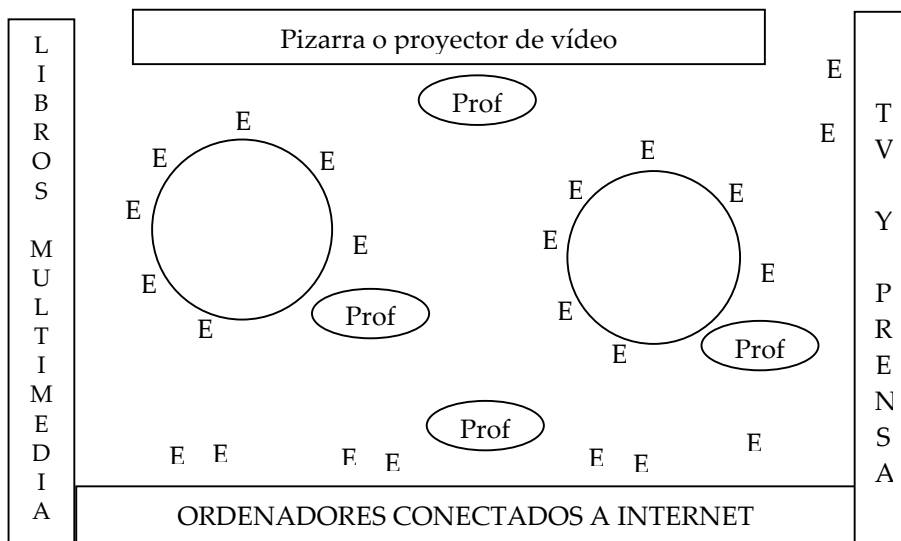 LIBROS MULTIMEDIA
Pizarra o proyector de vídeo
TV Y PRENSA
Prof
E
E
E
E
E
E
E
E
E
Prof
E
E
E
E
E
E
E
Prof
Prof
E E E E E E E
ORDENADORES CONECTADOS A INTERNET